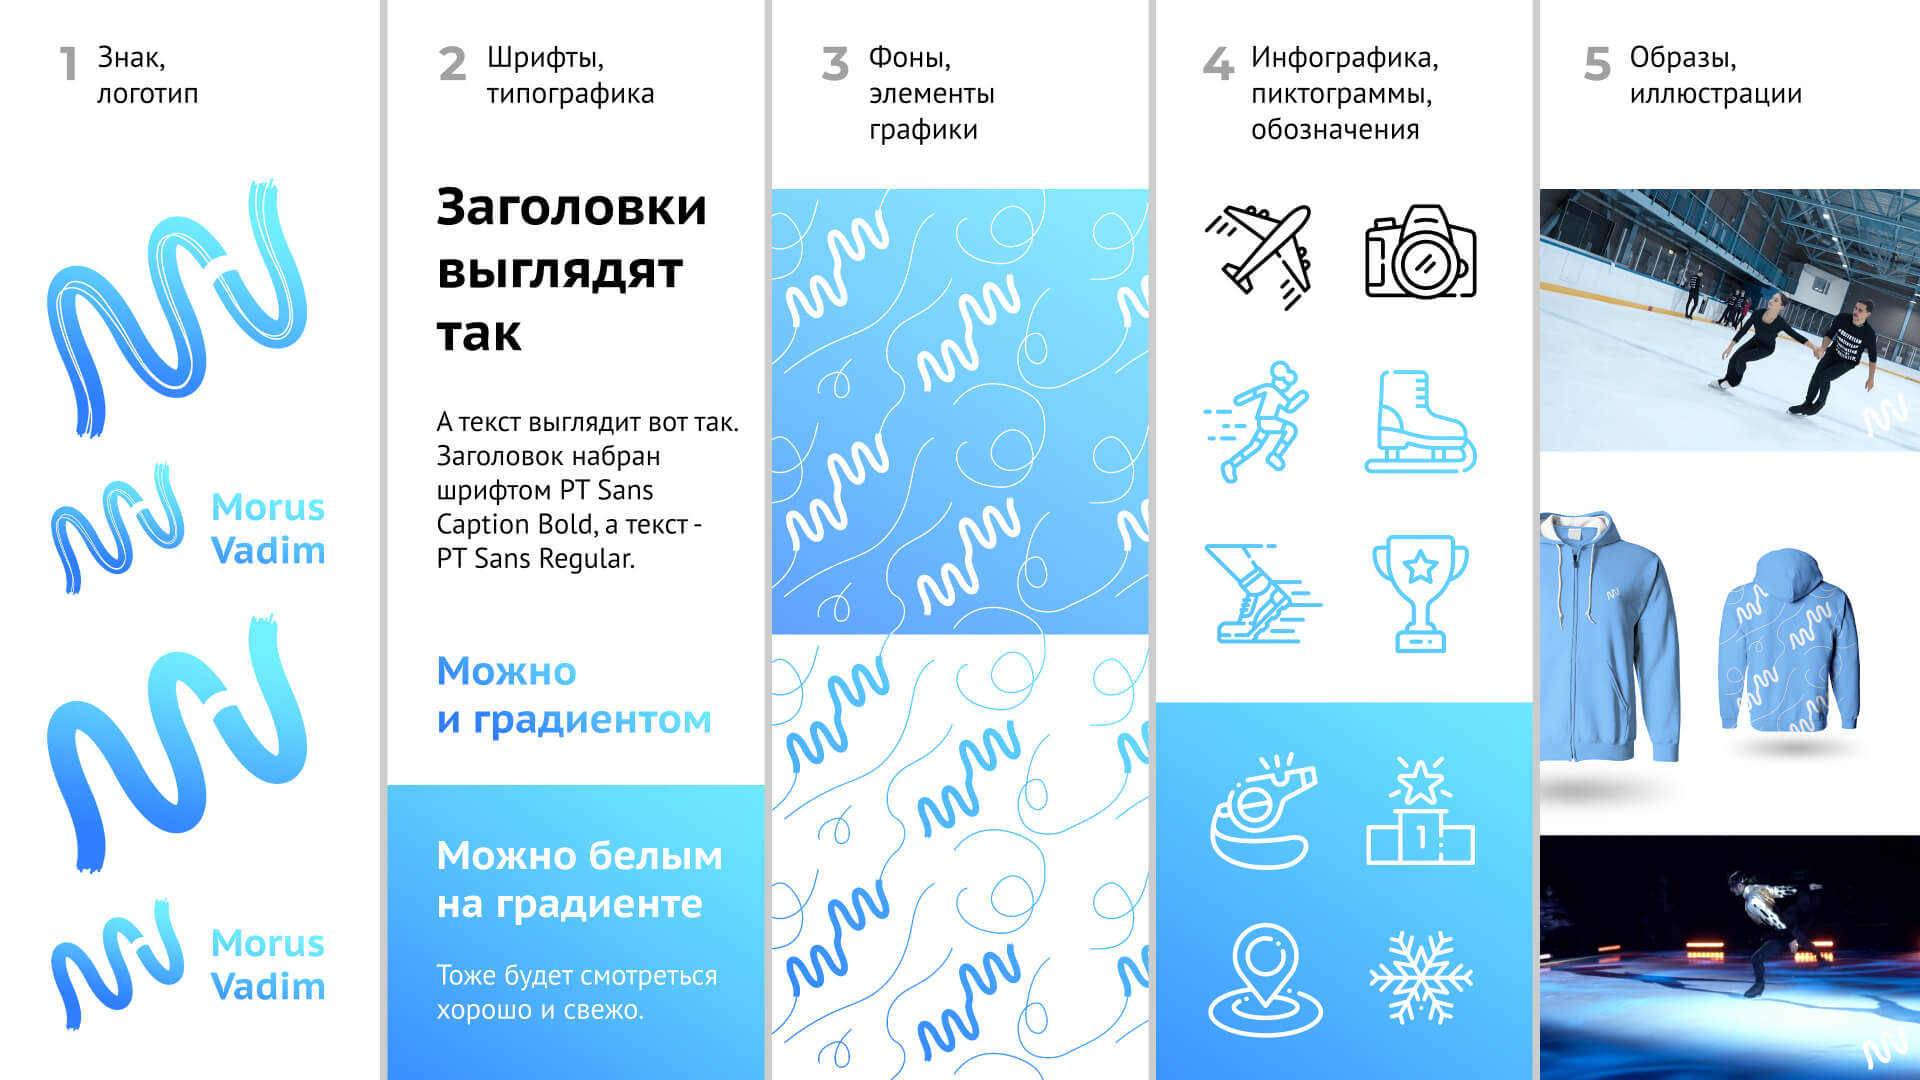 1
Знак,
логотип
Morus
Vadim
Morus
Vadim
2
Шрифты,
типографика
Заголовки
выглядят
так
А текст выглядит вот так.
Заголовок набран
шрифтом PT Sans
Caption Bold, а текст -
PT Sans Regular.
Можно
и градиентом
Можно белым
на градиенте
Тоже будет смотреться
хорошо и свежо.
3
Фоны,
элементы
графики
4
Инфографика,
пиктограммы,
обозначения
1
5
Образы,
иллюстрации